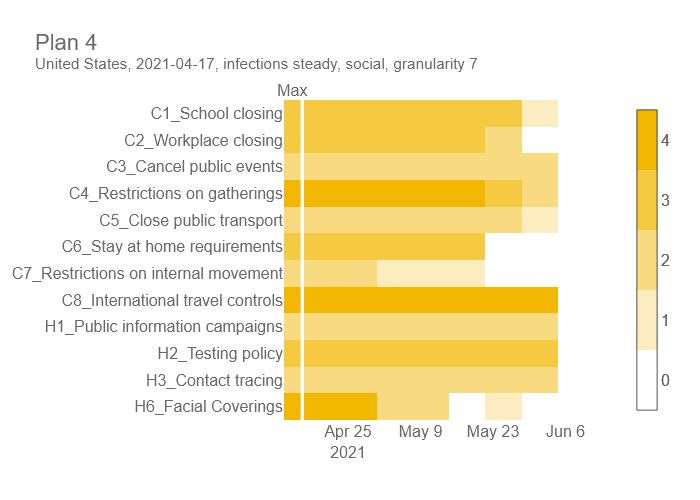 Plan 4
United States, 2021-04-17, infections steady, social, granularity 7
Max
C1_School closing
C2_Workplace closing
C3_Cancel public events
C4_Restrictions on gatherings
C5_Close public transport
C6_Stay at home requirements
C7_Restrictions on internal movement
C8_International travel controls
H1_Public information campaigns
H2_Testing policy
H3_Contact tracing
H6_Facial Coverings
Apr 25 May 9 May 23 Jun 6
2021
4
3
2
1
0